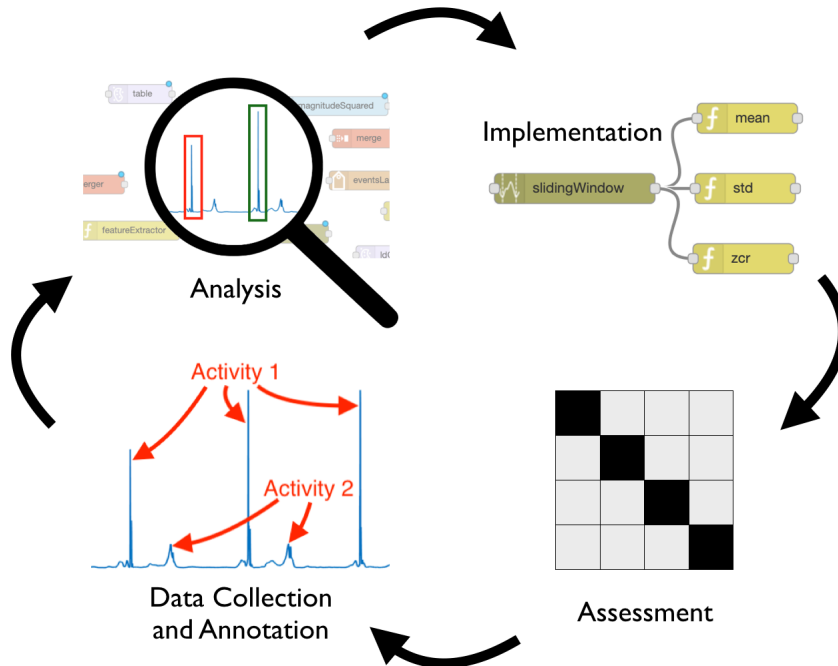 table
magnitudeSquared
merge
erger
eventsLa
featureExtractor
IdC
Analysis
Implementation
mean
slidingWindow
std
zcr
Activity 1
Activity 2
Data Collection
and Annotation
Assessment